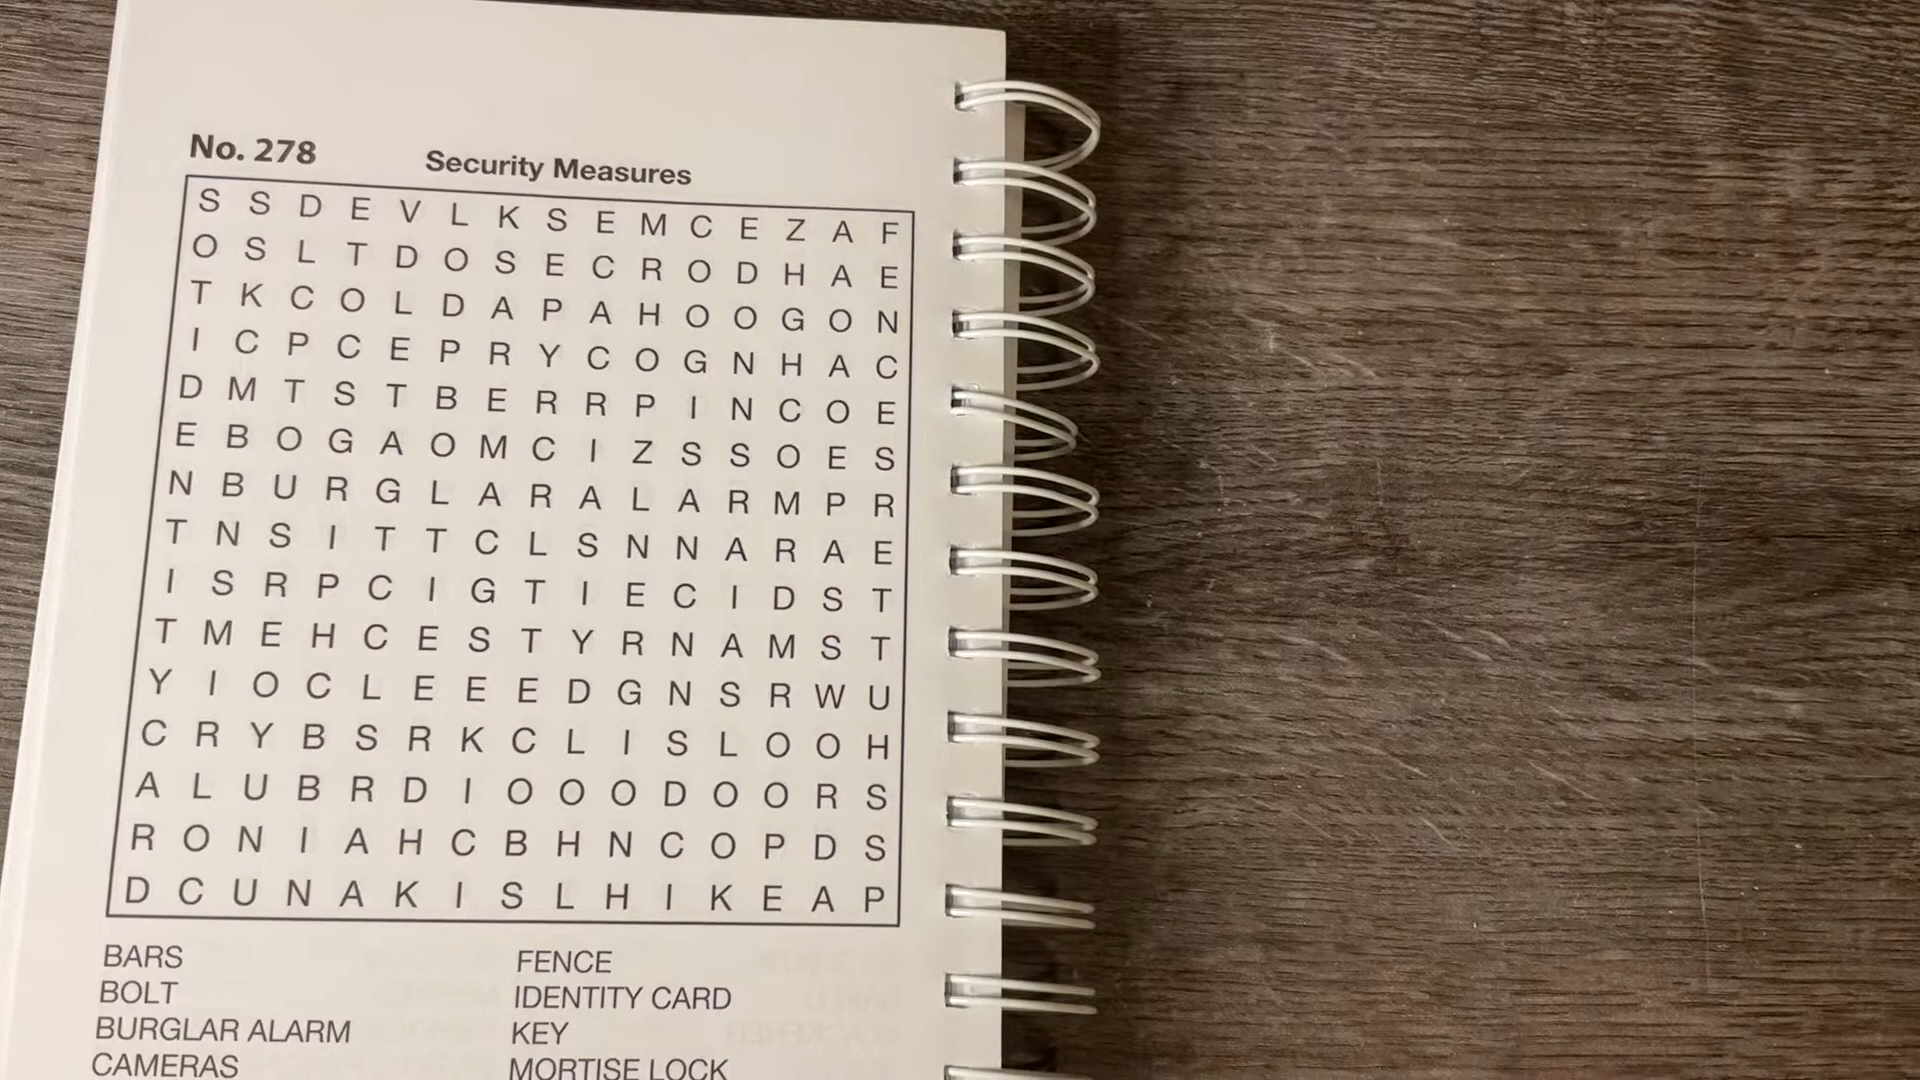 No. 278
Security Measures
S S D E V L K S E M C E Z A F
O S L T D O S E C R O D H A E
T K C O L D A P A H O O G O N
I C P C E P R Y C O G N H A C
D M T S T B E R R P I N C O E
E B O G A O M C I Z S S O E S
N B U R G L A R A L A R M P R
T N S I T T C L S N N A R A E
I S R P C I G T I E C I D S T
T M E H C E S T Y R N A M S T
Y I O C L E E E D G N S R W U
C R Y B S R K C L I S L O O H
A L U B R D I O O O D O O R S
R O N I A H C B H N C O P D S
D C U N A K I S L H I K E A P
BARS
BOLT
BURGLAR ALARM
CAMERAS
FENCE
IDENTITY CARD
KEY
MORTISE LOCK